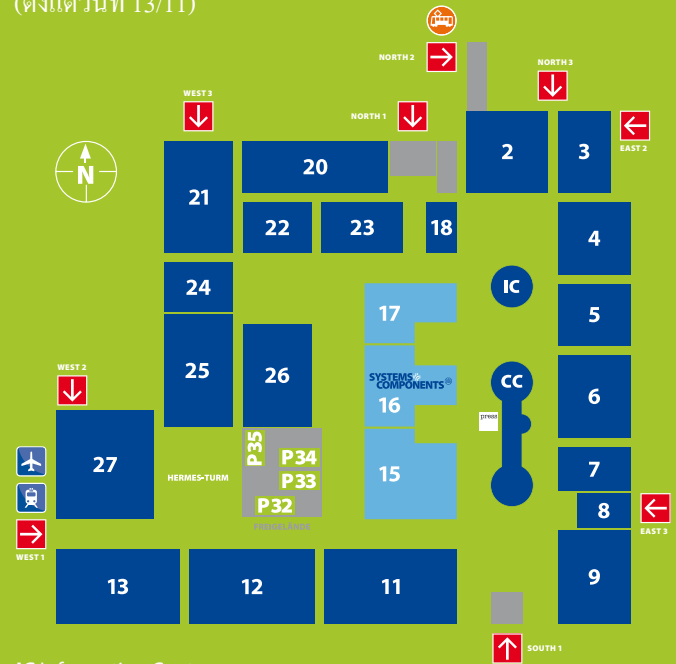 (ตั้งแต่วันที่ 13/11)
NORTH 2
NORTH 3
WEST 3
NORTH 1
EAST 2
N
20
2
3
21
22
23
18
4
24
IC
17
5
25
26
SYSTEMS &
COMPONENTS®
CC
16
6
WEST 2
press
P35
P34
27
HERMES•TURM
P33
15
7
P32
8
FREIGELÄNDE
EAST 3
WEST 1
13
12
11
9
SOUTH 1